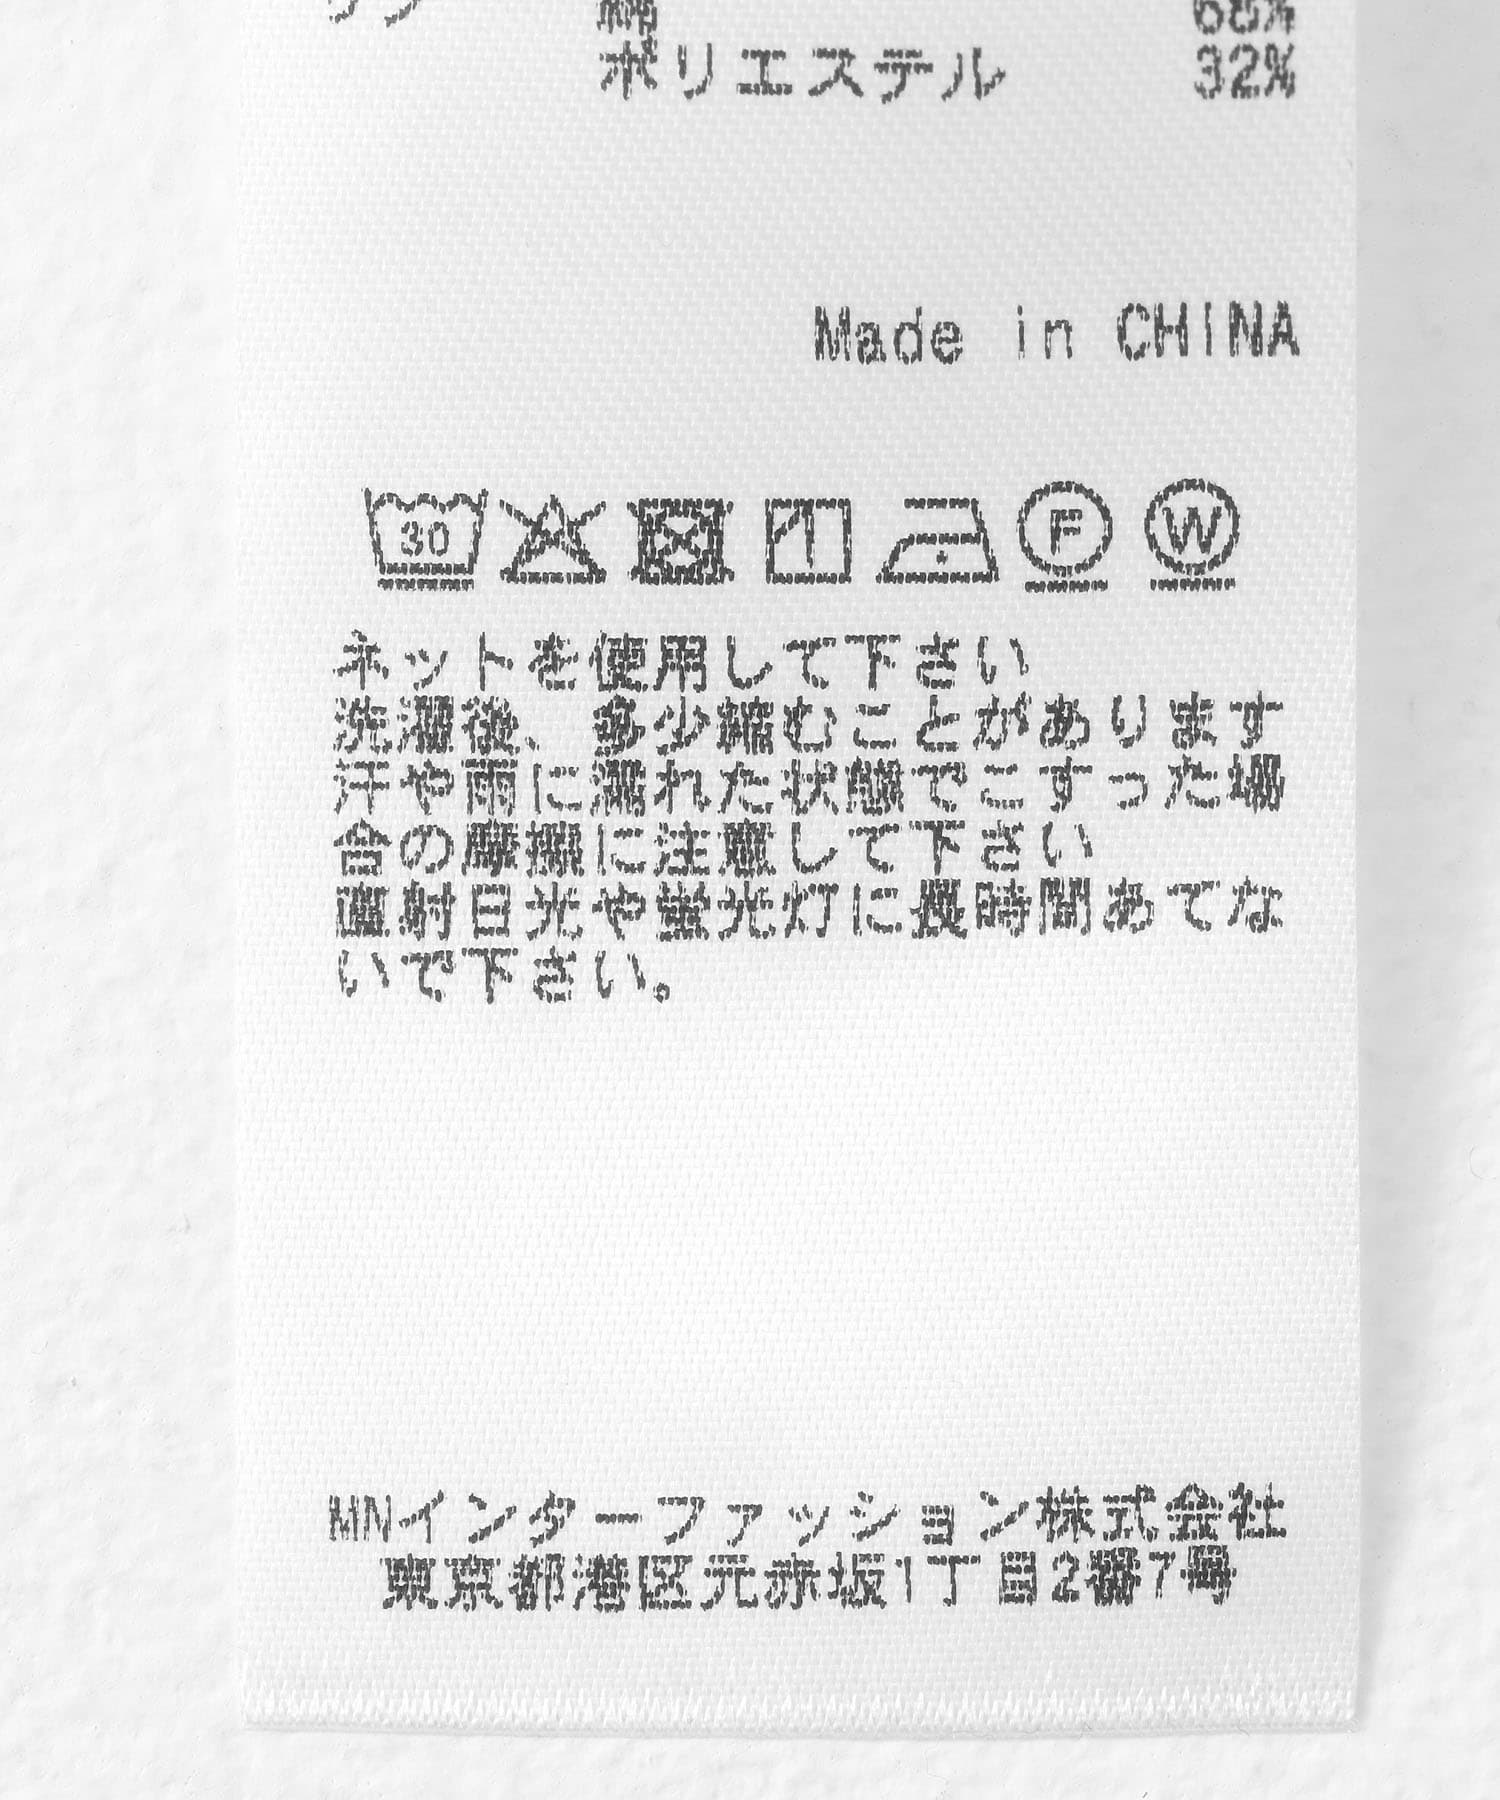 綿 68%
ポリエステル 32%
Made in CHINA
30 F W
ネットを使用して下さい
洗濯後、多少縮むことがあります
汗や雨に濡れた状態でこすった場
合の摩擦に注意して下さい
直射日光や蛍光灯に長時間あてな
いで下さい。
MNインターファッション株式会社
東京都港区元赤坂1丁目2番7号